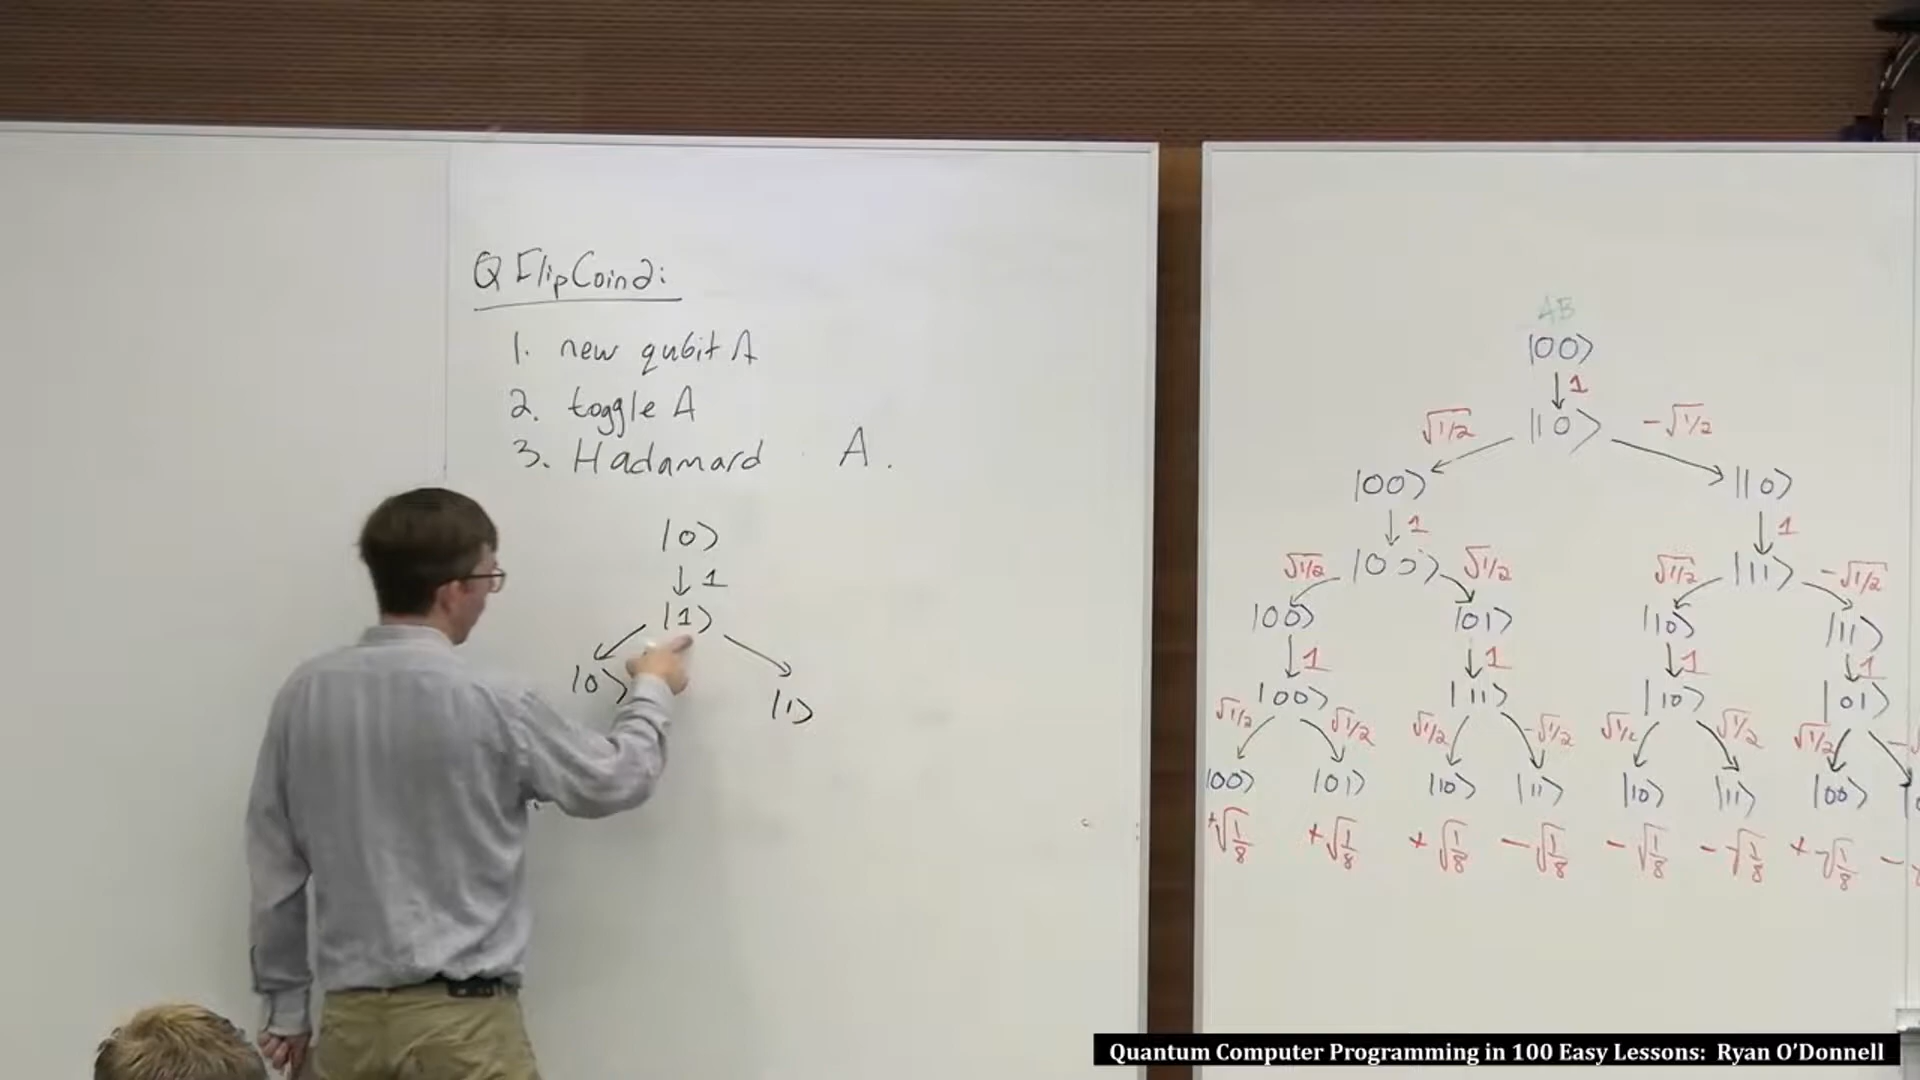 Q FlipCoin2:
1. new qubit A
2. toggle A
3. Hadamard A.
|0⟩
↓ 1
|1⟩
|0⟩ |1⟩
AB
|00⟩
↓ 1
√1/2 |10⟩ -√1/2
|00⟩ |10⟩
↓ 1 ↓ 1
√1/2 |00⟩ √1/2 √1/2 |11⟩ -√1/2
|00⟩ |01⟩ |10⟩ |11⟩
↓ 1 ↓ 1 ↓ 1 ↓ 1
|00⟩ |11⟩ |10⟩ |01⟩
√1/2 √1/2 √1/2 -√1/2 √1/2 √1/2 √1/2
|00⟩ |01⟩ |10⟩ |11⟩ |10⟩ |11⟩ |00⟩
+√1/8 +√1/8 +√1/8 -√1/8 -√1/8 -√1/8 +√1/8 -
Quantum Computer Programming in 100 Easy Lessons: Ryan O'Donnell